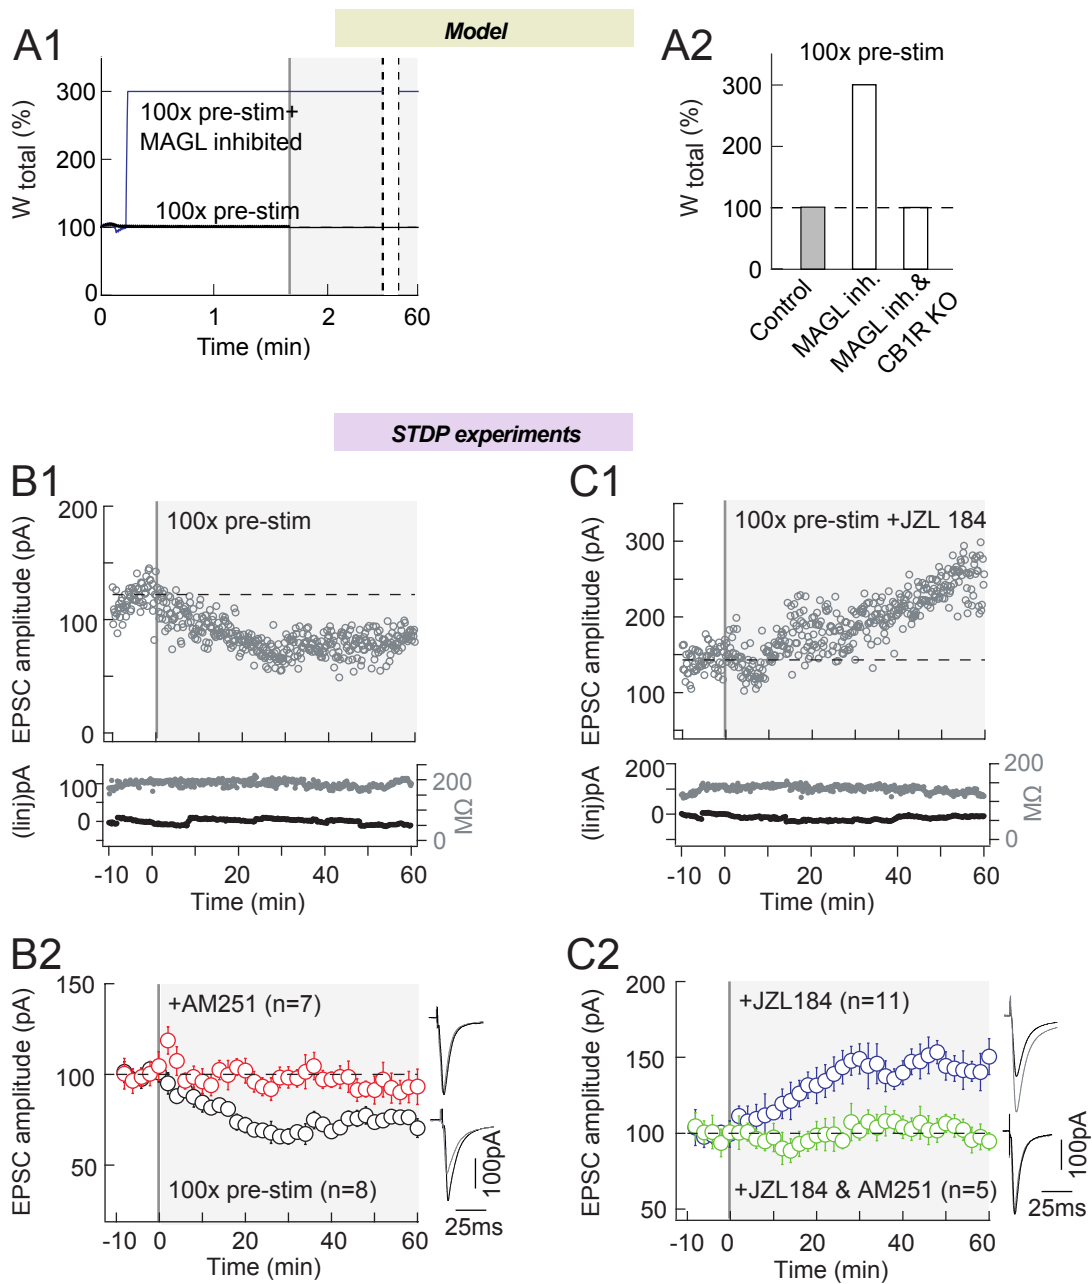 Model
A1
W total (%)
300
200
100
0
100x pre-stim+
MAGL inhibited
100x pre-stim
0 1 2 60
Time (min)
A2
100x pre-stim
W total (%)
300
200
100
0
Control
MAGL inh.
MAGL inh.&
CB1R KO
STDP experiments
B1
EPSC amplitude (pA)
200
100
0
100x pre-stim
(Iinj)pA
100
0
200
0
MΩ
-10 0 20 40 60
Time (min)
C1
EPSC amplitude (pA)
300
200
100
100x pre-stim +JZL 184
(Iinj)pA
200
0
200
0
MΩ
-10 0 20 40 60
Time (min)
B2
EPSC amplitude (pA)
150
100
50
+AM251 (n=7)
100x pre-stim (n=8)
-10 0 20 40 60
Time (min)
100pA
25ms
C2
EPSC amplitude (pA)
200
150
100
50
+JZL184 (n=11)
+JZL184 & AM251 (n=5)
-10 0 20 40 60
Time (min)
100pA
25ms